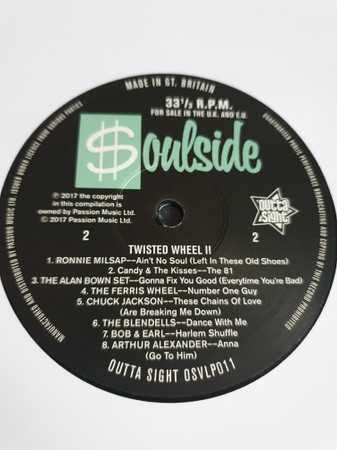 MADE IN GT. BRITAIN
33⅓ R.P.M.
FOR SALE IN THE U.K. AND E.U.
$oulside
℗ 2017 the copyright
in this compilation is
owned by Passion Music Ltd.
© 2017 Passion Music Ltd.
outta
sight
2
2
TWISTED WHEEL II
1. RONNIE MILSAP--Ain't No Soul (Left In These Old Shoes)
2. Candy & The Kisses--The 81
3. THE ALAN BOWN SET--Gonna Fix You Good (Everytime You're Bad)
4. THE FERRIS WHEEL--Number One Guy
5. CHUCK JACKSON--These Chains Of Love
(Are Breaking Me Down)
6. THE BLENDELLS--Dance With Me
7. BOB & EARL--Harlem Shuffle
8. ARTHUR ALEXANDER--Anna
(Go To Him)
OUTTA SIGHT OSVLP011